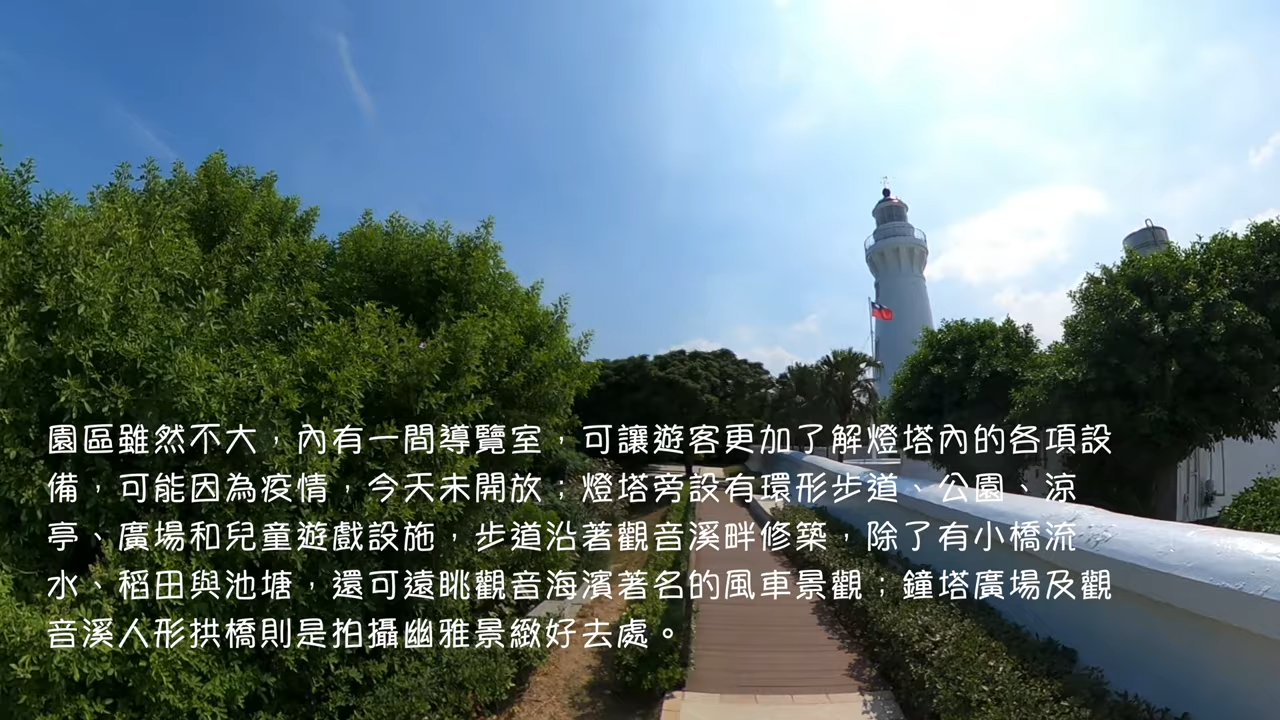 園區雖然不大，內有一間導覽室，可讓遊客更加了解燈塔內的各項設
備，可能因為疫情，今天未開放；燈塔旁設有環形步道、公園、涼
亭、廣場和兒童遊戲設施，步道沿著觀音溪畔修築，除了有小橋流
水、稻田與池塘，還可遠眺觀音海濱著名的風車景觀；鐘塔廣場及觀
音溪人形拱橋則是拍攝幽雅景緻好去處。